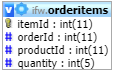 ifw.orderitems
itemId : int(11)
orderId : int(11)
productId : int(11)
quantity : int(5)